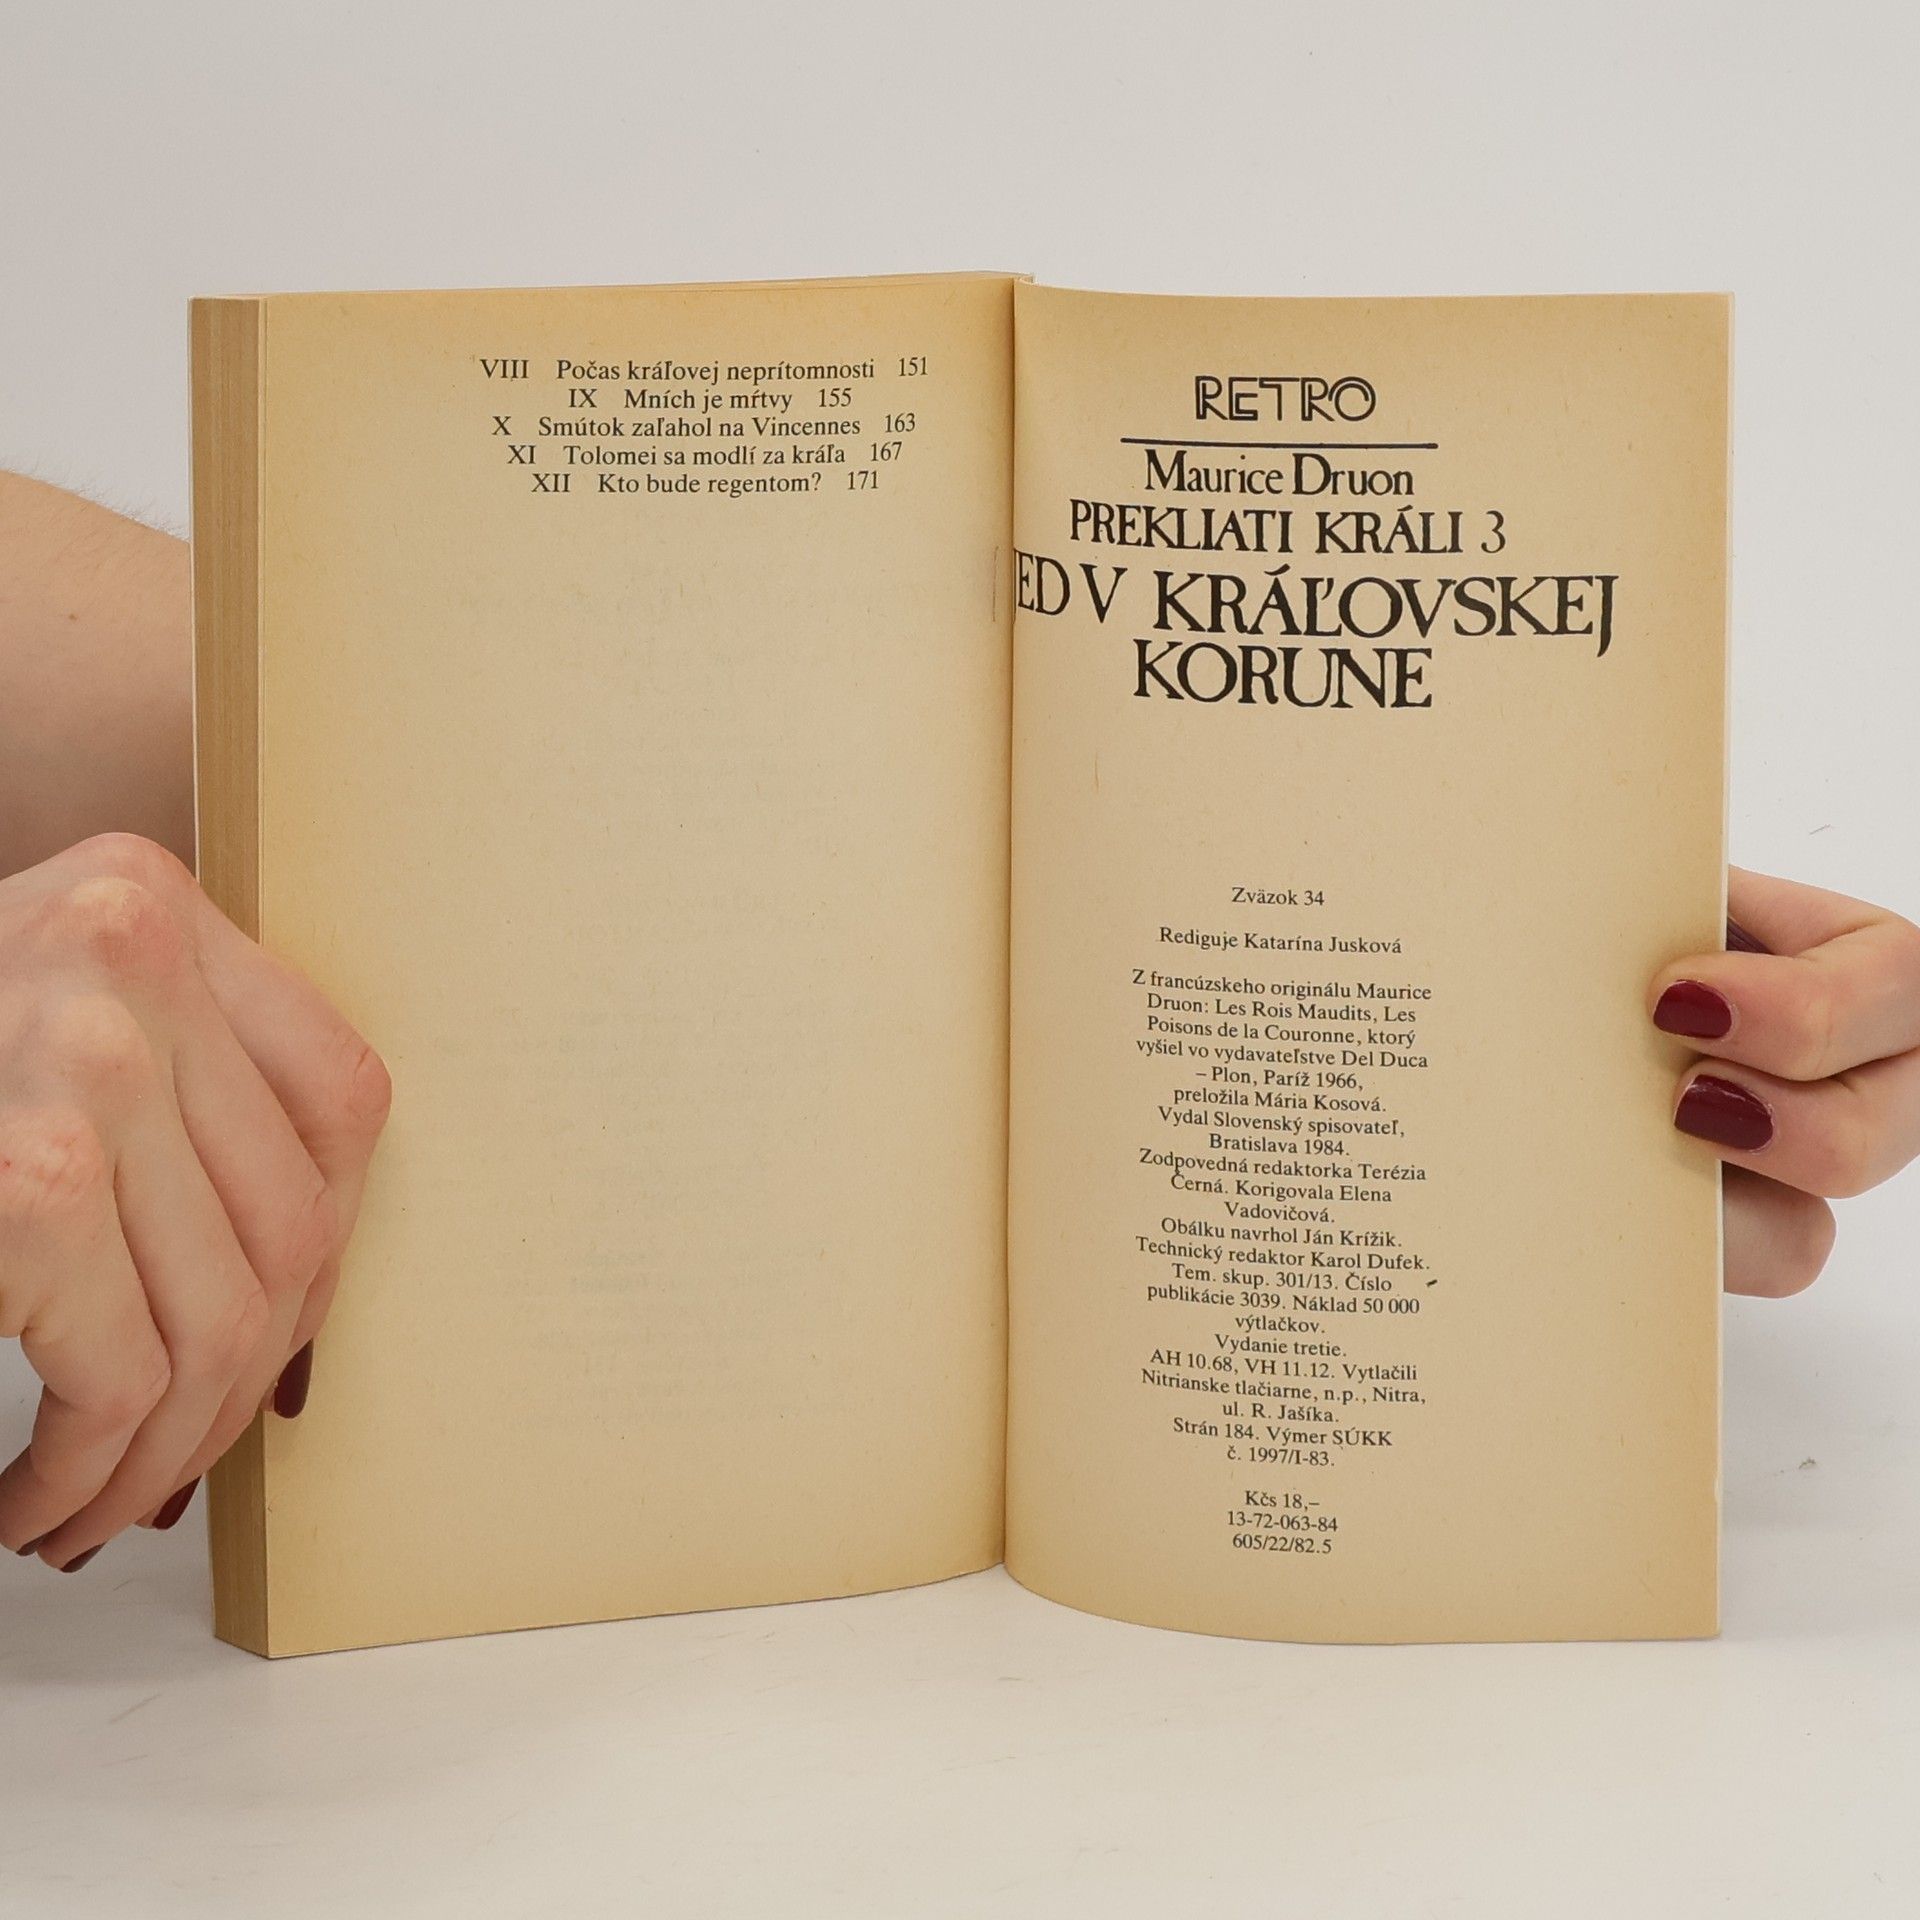 VIII Počas kráľovej neprítomnosti 151
IX Mních je mŕtvy 155
X Smútok zaľahol na Vincennes 163
XI Tolomei sa modlí za kráľa 167
XII Kto bude regentom? 171
RETRO
Maurice Druon
PREKLIATI KRÁLI 3
JED V KRÁĽOVSKEJ
KORUNE
Zväzok 34
Rediguje Katarína Jusková
Z francúzskeho originálu Maurice
Druon: Les Rois Maudits, Les
Poisons de la Couronne, ktorý
vyšiel vo vydavateľstve Del Duca
– Plon, Paríž 1966,
preložila Mária Kosová.
Vydal Slovenský spisovateľ,
Bratislava 1984.
Zodpovedná redaktorka Terézia
Černá. Korigovala Elena
Vadovičová.
Obálku navrhol Ján Krížik.
Technický redaktor Karol Dufek.
Tem. skup. 301/13. Číslo
publikácie 3039. Náklad 50 000
výtlačkov.
Vydanie tretie.
AH 10.68, VH 11.12. Vytlačili
Nitrianske tlačiarne, n.p., Nitra,
ul. R. Jašíka.
Strán 184. Výmer SÚKK
č. 1997/I-83.
Kčs 18,–
13-72-063-84
605/22/82.5